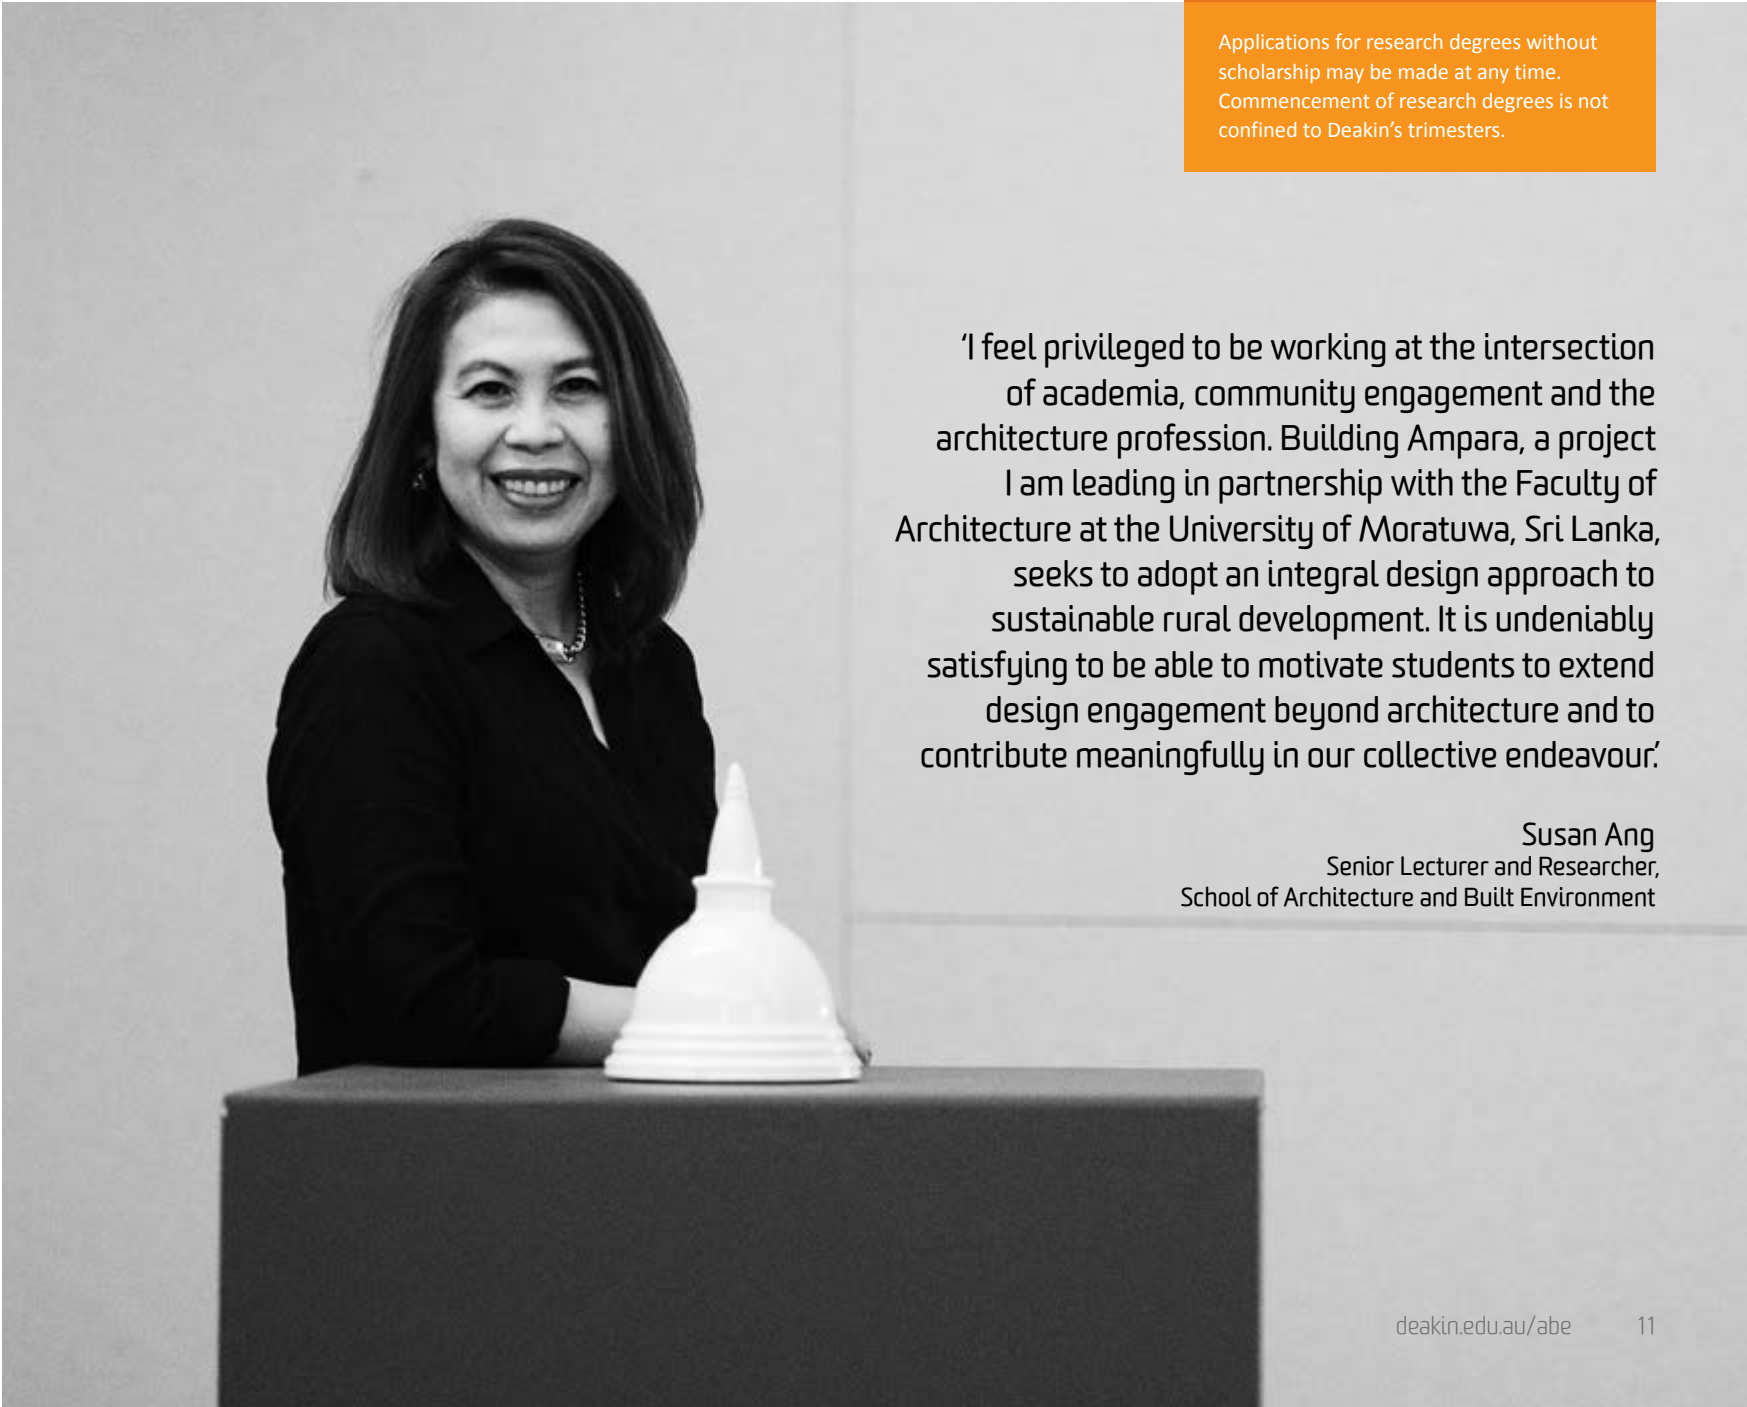 Applications for research degrees without
scholarship may be made at any time.
Commencement of research degrees is not
confined to Deakin’s trimesters.
‘I feel privileged to be working at the intersection
of academia, community engagement and the
architecture profession. Building Ampara, a project
I am leading in partnership with the Faculty of
Architecture at the University of Moratuwa, Sri Lanka,
seeks to adopt an integral design approach to
sustainable rural development. It is undeniably
satisfying to be able to motivate students to extend
design engagement beyond architecture and to
contribute meaningfully in our collective endeavour.’
Susan Ang
Senior Lecturer and Researcher,
School of Architecture and Built Environment
deakin.edu.au/abe 11